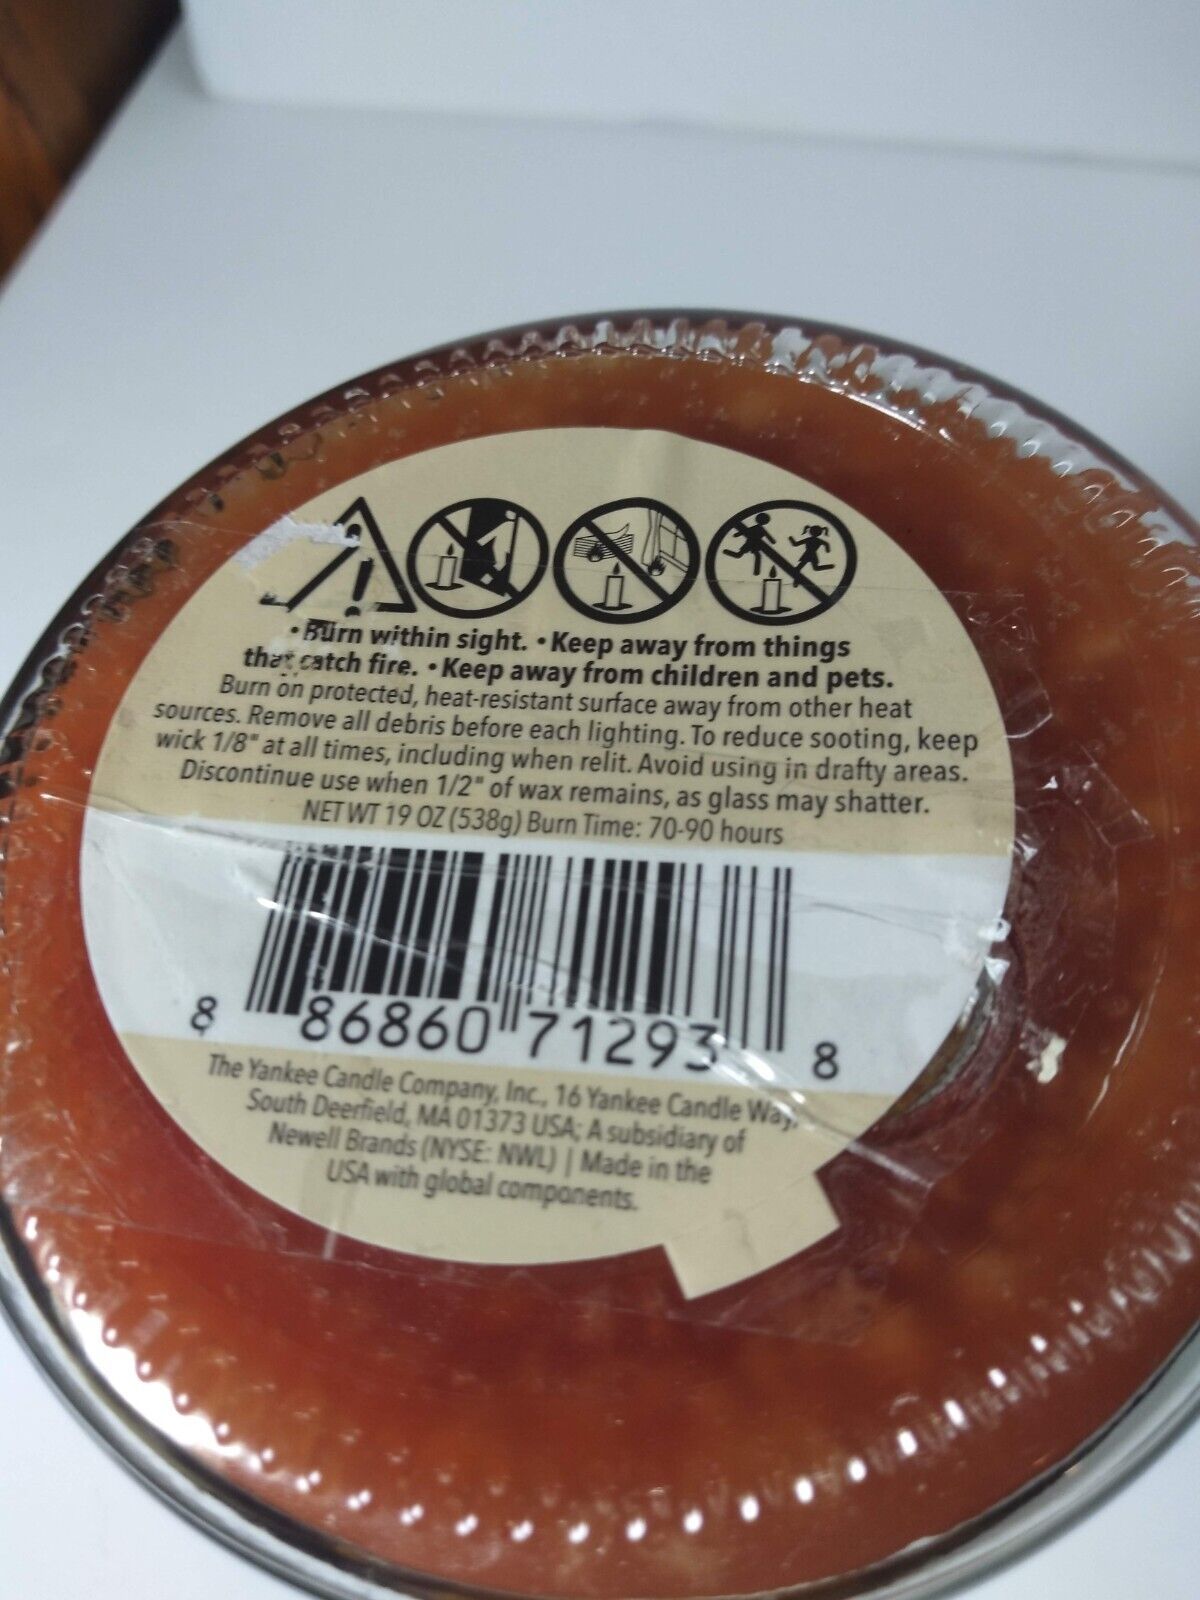 •Burn within sight. •Keep away from things
that catch fire. •Keep away from children and pets.
Burn on protected, heat-resistant surface away from other heat
sources. Remove all debris before each lighting. To reduce sooting, keep
wick 1/8" at all times, including when relit. Avoid using in drafty areas.
Discontinue use when 1/2" of wax remains, as glass may shatter.
NET WT 19 OZ (538g) Burn Time: 70-90 hours
8 86860 71293 8
The Yankee Candle Company, Inc., 16 Yankee Candle Way,
South Deerfield, MA 01373 USA; A subsidiary of
Newell Brands (NYSE: NWL) | Made in the
USA with global components.